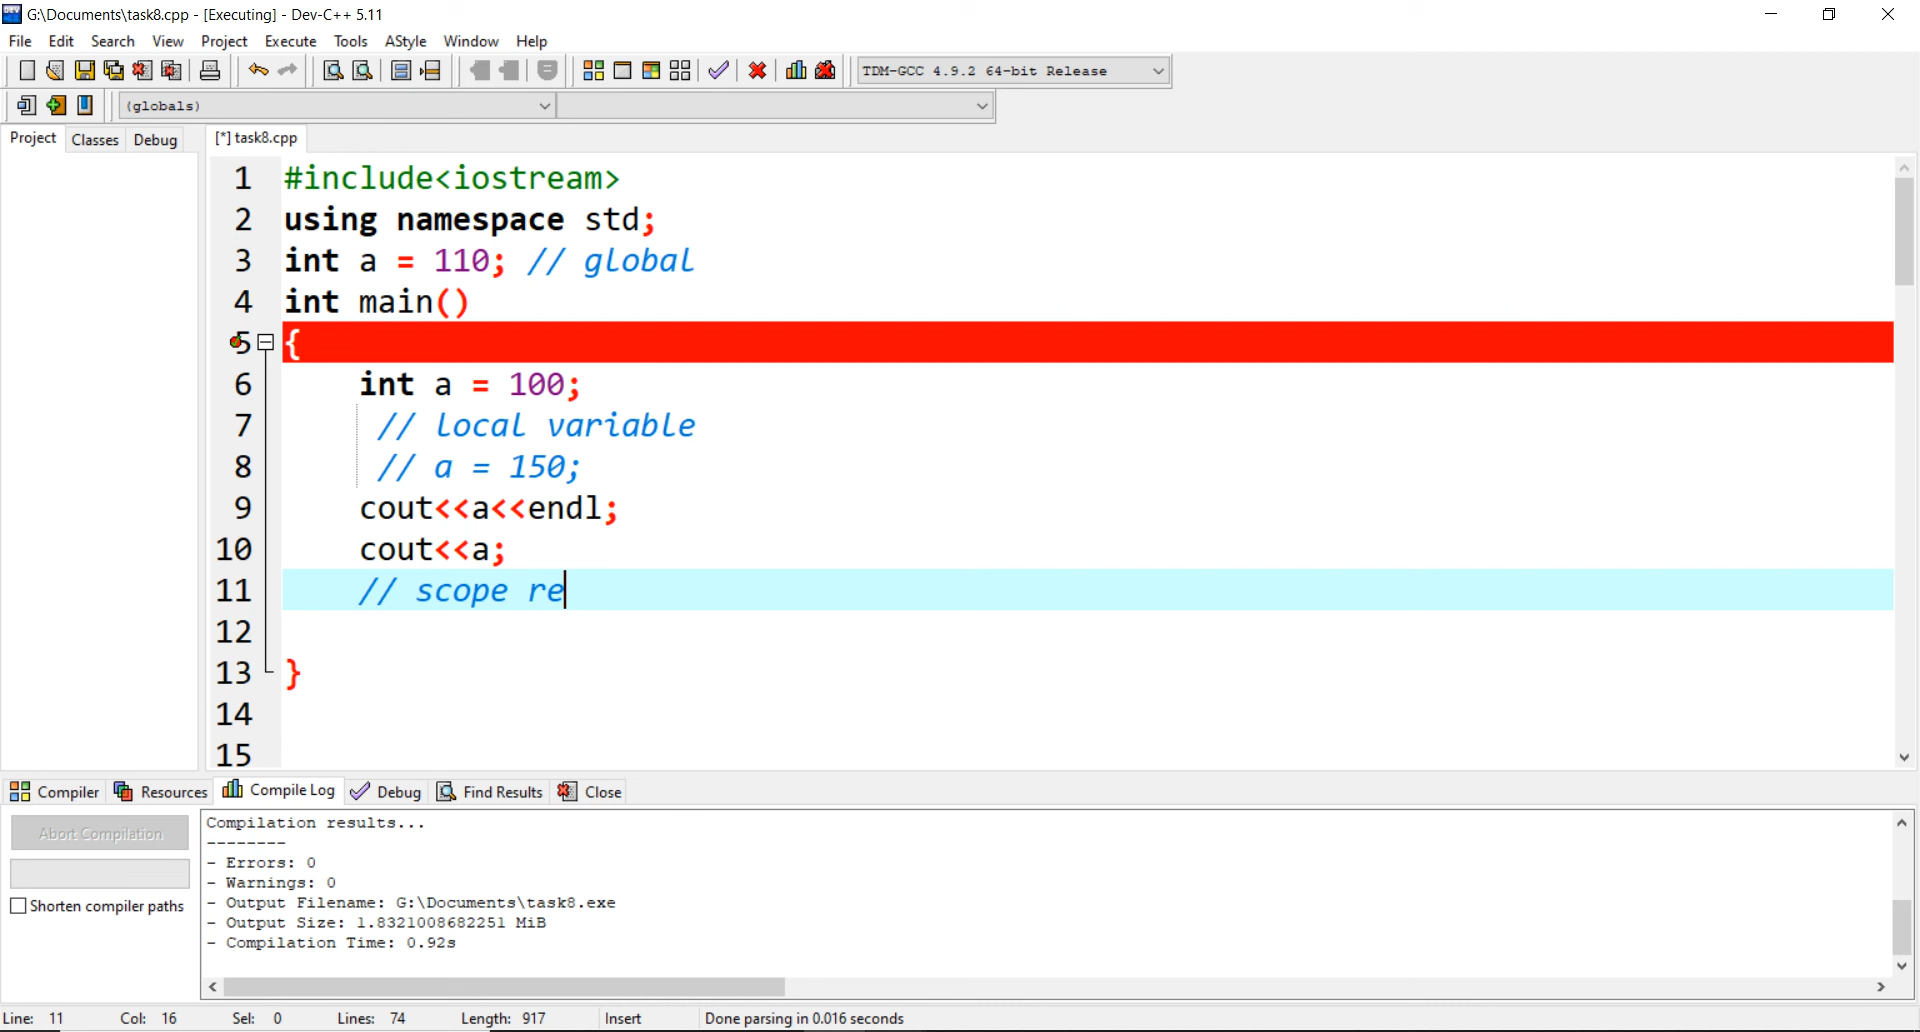 G:\Documents\task8.cpp - [Executing] - Dev-C++ 5.11
File Edit Search View Project Execute Tools AStyle Window Help
TDM-GCC 4.9.2 64-bit Release
(globals)
Project Classes Debug [*] task8.cpp
1 #include<iostream>
2 using namespace std;
3 int a = 110; // global
4 int main()
5 {
6 int a = 100;
7 // local variable
8 // a = 150;
9 cout<<a<<endl;
10 cout<<a;
11 // scope re
12
13 }
14
15
Compiler Resources Compile Log Debug Find Results Close
Abort Compilation
Shorten compiler paths
Compilation results...
--------
- Errors: 0
- Warnings: 0
- Output Filename: G:\Documents\task8.exe
- Output Size: 1.8321008682251 MiB
- Compilation Time: 0.92s
Line: 11 Col: 16 Sel: 0 Lines: 74 Length: 917 Insert Done parsing in 0.016 seconds